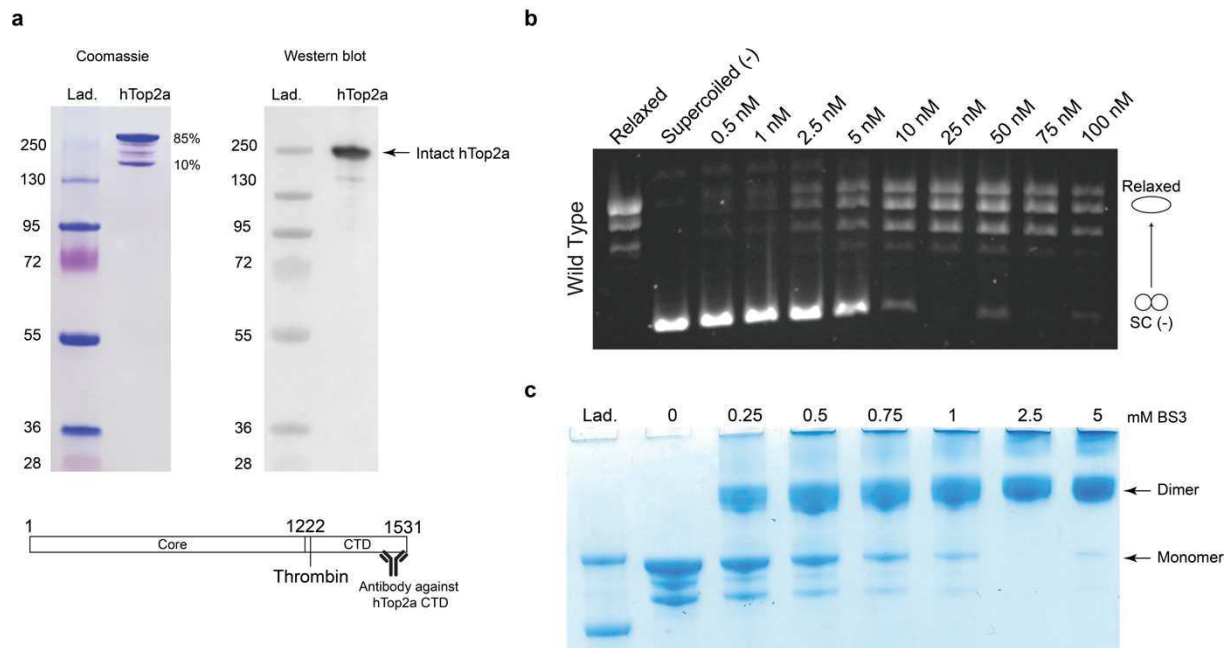 a
Coomassie
Lad. hTop2a
250
130
95
72
55
36
28
85%
10%
Western blot
Lad. hTop2a
250
130
95
72
55
36
28
Intact hTop2a
1 1222 1531
Core CTD
Thrombin
Antibody against
hTop2a CTD
b
Relaxed
Supercoiled (-)
0.5 nM
1 nM
2.5 nM
5 nM
10 nM
25 nM
50 nM
75 nM
100 nM
Wild Type
Relaxed
SC (-)
c
Lad. 0 0.25 0.5 0.75 1 2.5 5 mM BS3
Dimer
Monomer